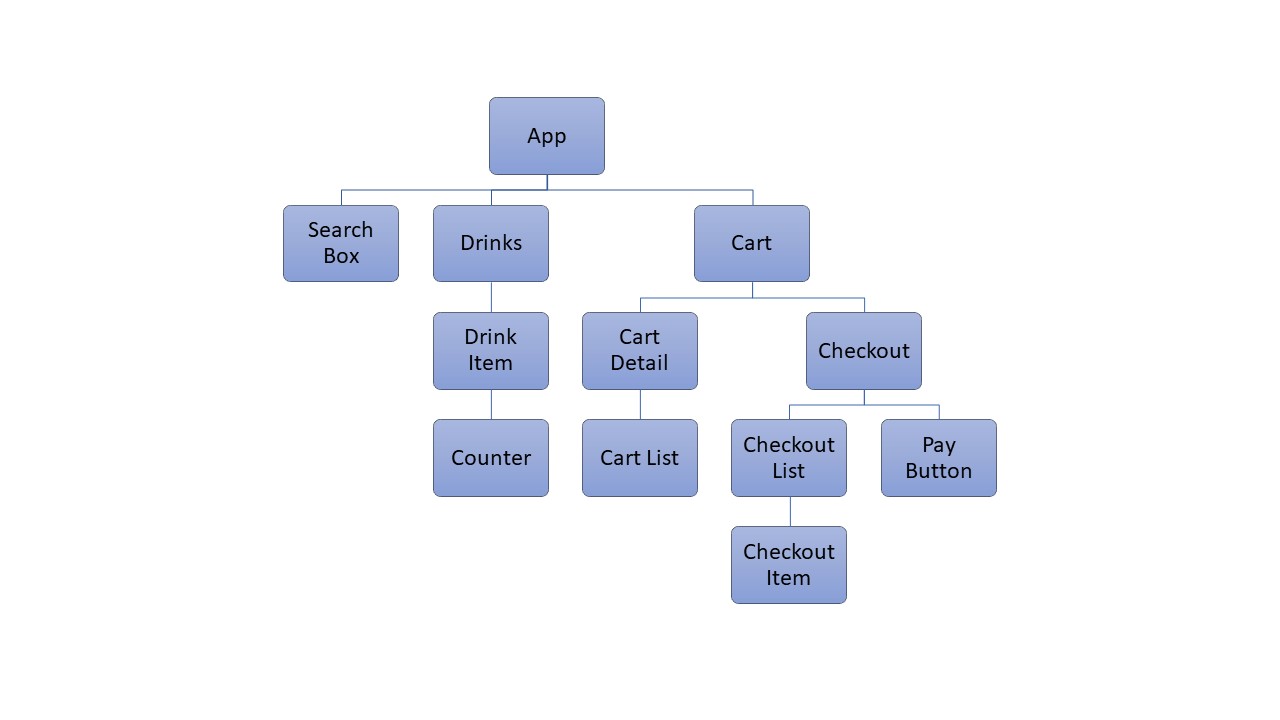 App
Search
Box
Drinks
Cart
Drink
Item
Cart
Detail
Checkout
Counter
Cart List
Checkout
List
Pay
Button
Checkout
Item